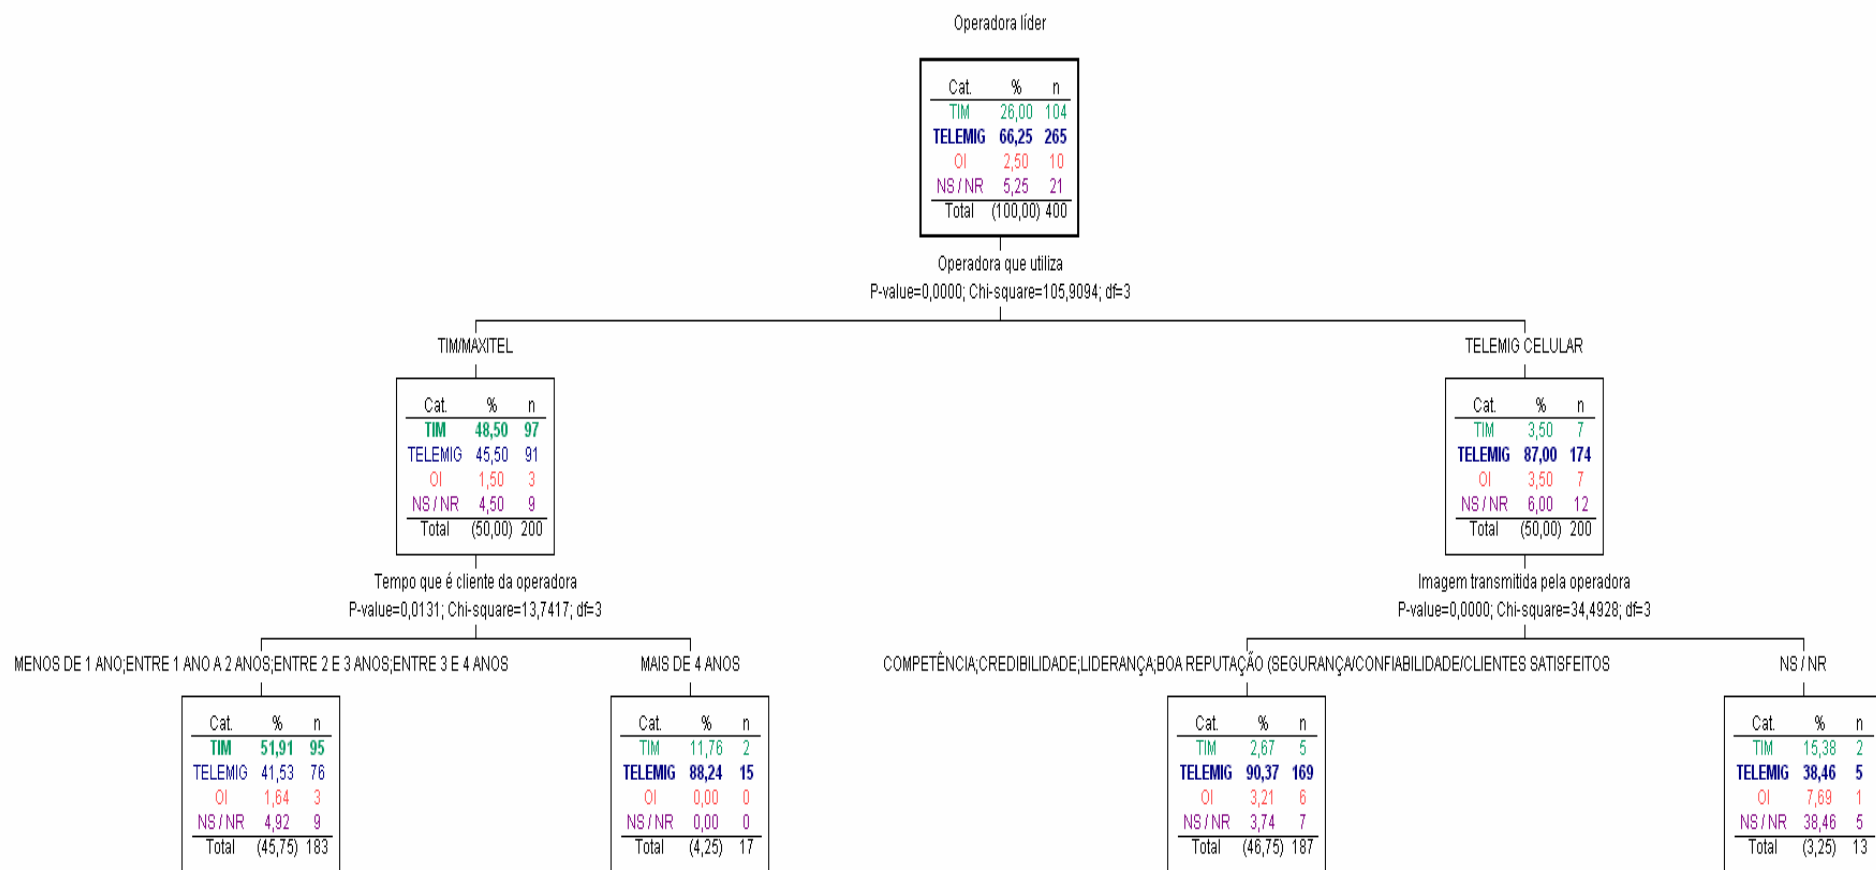 Operadora líder
Cat. % n
TIM 26,00 104
TELEMIG 66,25 265
OI 2,50 10
NS / NR 5,25 21
Total (100,00) 400
Operadora que utiliza
P-value=0,0000; Chi-square=105,9094; df=3
TIM/MAXITEL
Cat. % n
TIM 48,50 97
TELEMIG 45,50 91
OI 1,50 3
NS / NR 4,50 9
Total (50,00) 200
Tempo que é cliente da operadora
P-value=0,0131; Chi-square=13,7417; df=3
TELEMIG CELULAR
Cat. % n
TIM 3,50 7
TELEMIG 87,00 174
OI 3,50 7
NS / NR 6,00 12
Total (50,00) 200
Imagem transmitida pela operadora
P-value=0,0000; Chi-square=34,4928; df=3
MENOS DE 1 ANO;ENTRE 1 ANO A 2 ANOS;ENTRE 2 E 3 ANOS;ENTRE 3 E 4 ANOS
Cat. % n
TIM 51,91 95
TELEMIG 41,53 76
OI 1,64 3
NS / NR 4,92 9
Total (45,75) 183
MAIS DE 4 ANOS
Cat. % n
TIM 11,76 2
TELEMIG 88,24 15
OI 0,00 0
NS / NR 0,00 0
Total (4,25) 17
COMPETÊNCIA;CREDIBILIDADE;LIDERANÇA;BOA REPUTAÇÃO (SEGURANÇA/CONFIABILIDADE/CLIENTES SATISFEITOS
Cat. % n
TIM 2,67 5
TELEMIG 90,37 169
OI 3,21 6
NS / NR 3,74 7
Total (46,75) 187
NS / NR
Cat. % n
TIM 15,38 2
TELEMIG 38,46 5
OI 7,69 1
NS / NR 38,46 5
Total (3,25) 13